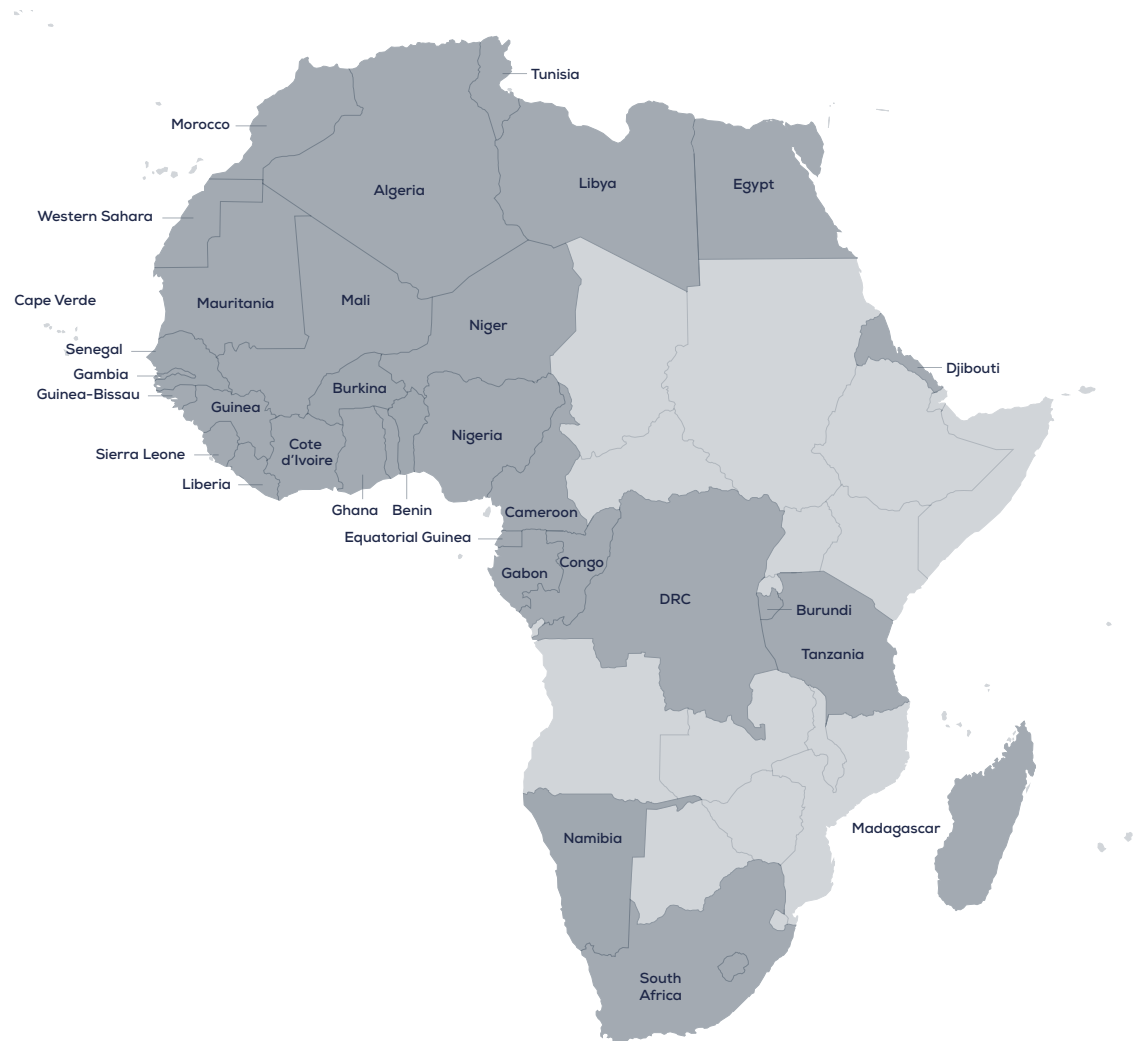 Tunisia
Morocco
Algeria
Libya
Egypt
Western Sahara
Cape Verde
Mauritania
Mali
Niger
Senegal
Gambia
Guinea-Bissau
Djibouti
Burkina
Guinea
Nigeria
Cote
d'Ivoire
Sierra Leone
Liberia
Ghana
Benin
Cameroon
Equatorial Guinea
Congo
Gabon
DRC
Burundi
Tanzania
Namibia
Madagascar
South
Africa